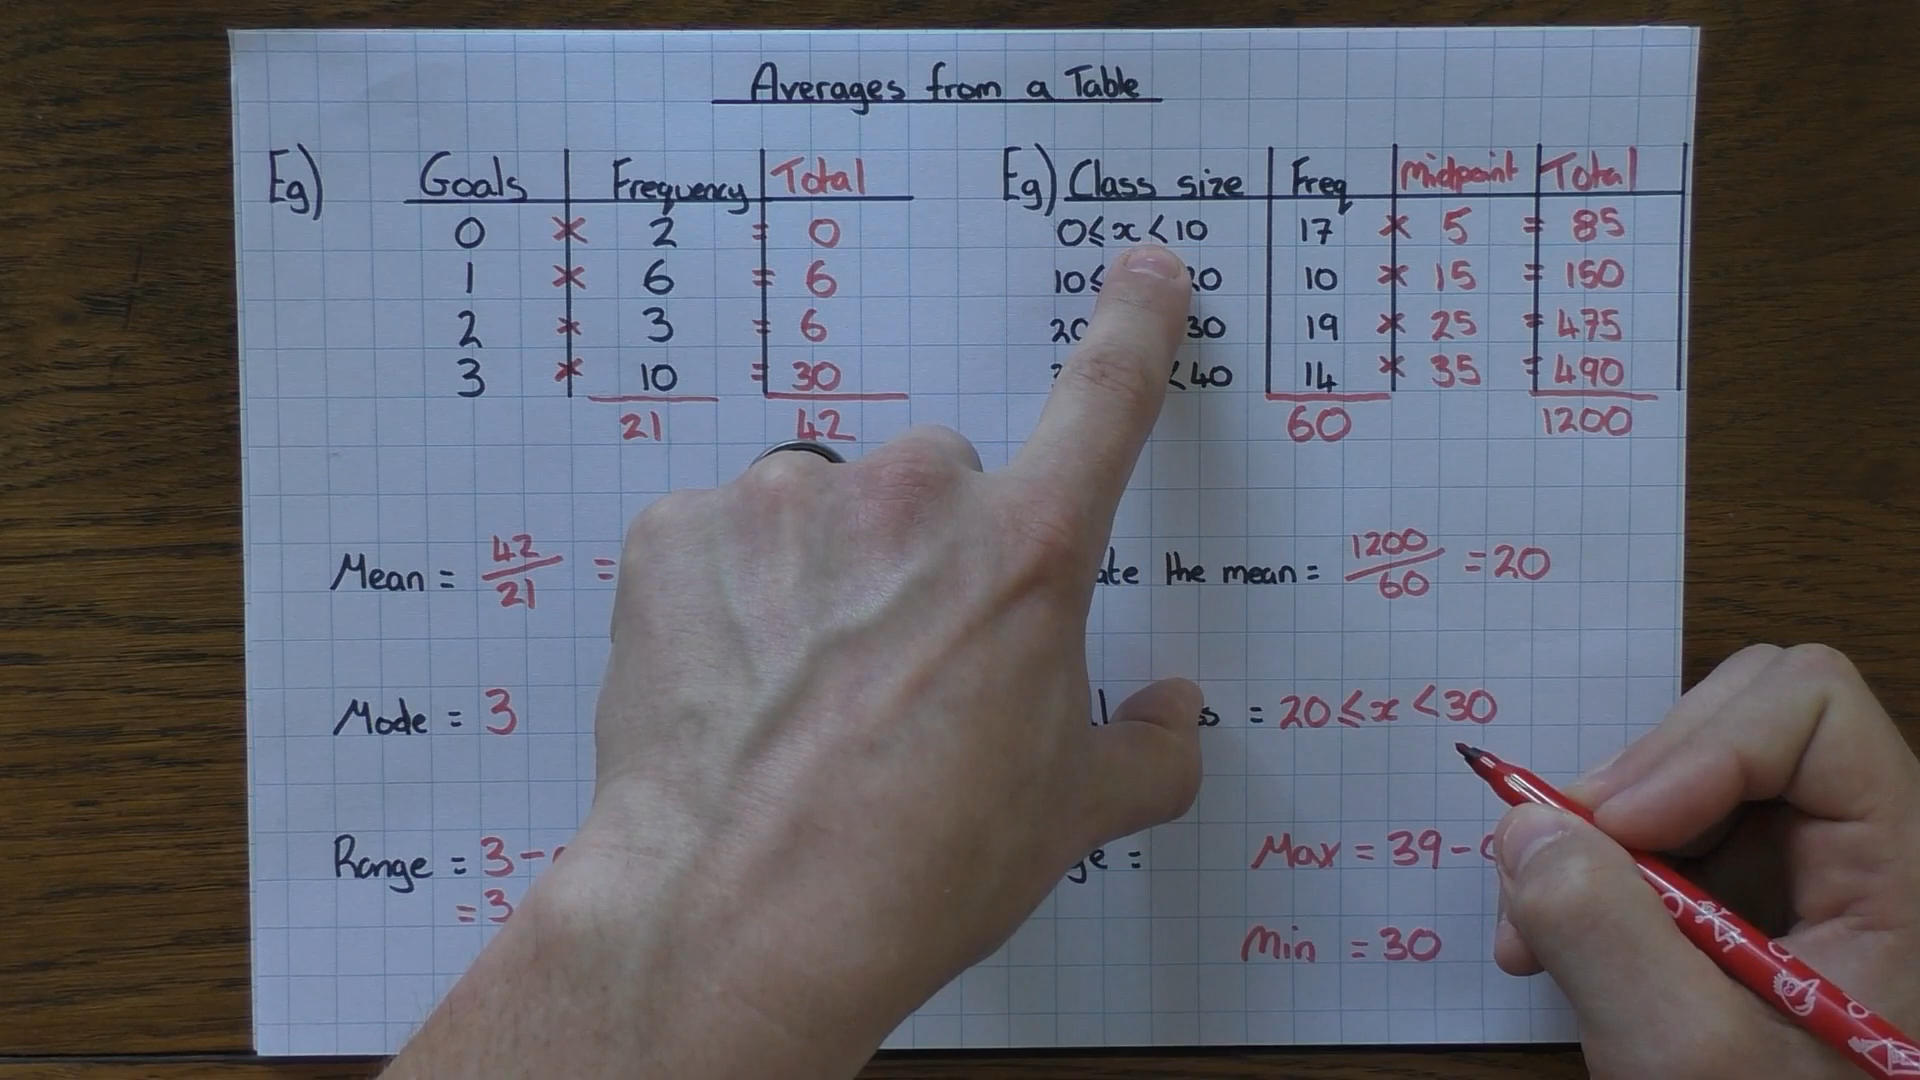 Averages from a Table
Eg)
Goals Frequency Total
0 × 2 = 0
1 × 6 = 6
2 × 3 = 6
3 × 10 = 30
21 42
Mean = 42/21 =
Mode = 3
Range = 3 -
= 3
Eg) Class size Freq Midpoint Total
0 ≤ x < 10 17 × 5 = 85
10 ≤ 20 10 × 15 = 150
20 30 19 × 25 = 475
< 40 14 × 35 = 490
60 1200
the mean = 1200/60 = 20
= 20 ≤ x < 30
= Max = 39 -
Min = 30